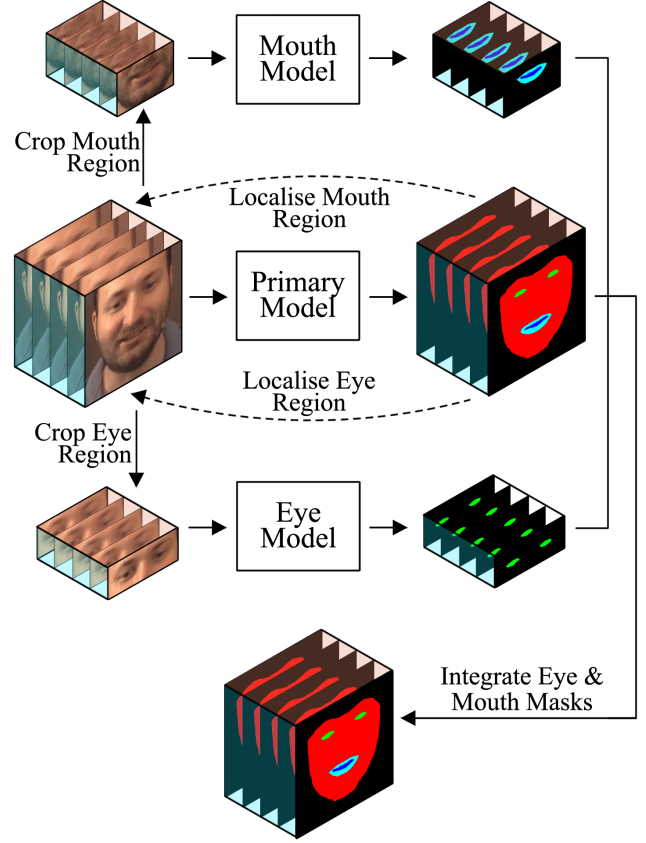 Mouth
Model
Crop Mouth
Region
Localise Mouth
Region
Primary
Model
Localise Eye
Region
Crop Eye
Region
Eye
Model
Integrate Eye &
Mouth Masks